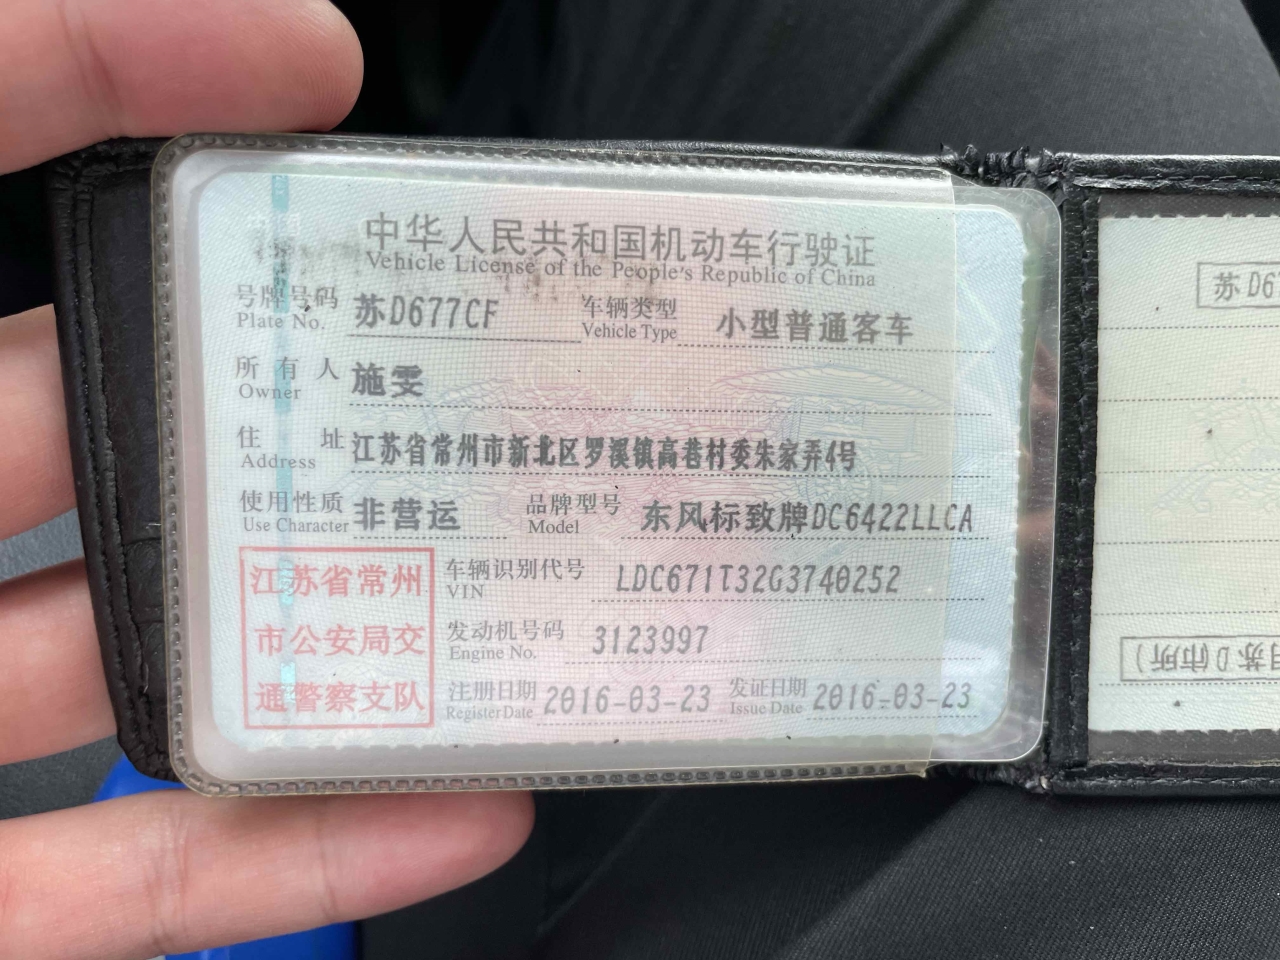 中华人民共和国机动车行驶证
Vehicle License of the People's Republic of China
号牌号码 苏D677CF 车辆类型 小型普通客车
Plate No. Vehicle Type
所有人 施雯
Owner
住址 江苏省常州市新北区罗溪镇高巷村委朱家弄4号
Address
使用性质 非营运 品牌型号 东风标致牌DC6422LLCA
Use Character Model
江苏省常州
市公安局交
通警察支队
车辆识别代号 LDC671T32G3740252
VIN
发动机号码 3123997
Engine No.
注册日期 2016-03-23 发证日期 2016-03-23
Register Date Issue Date
苏D6